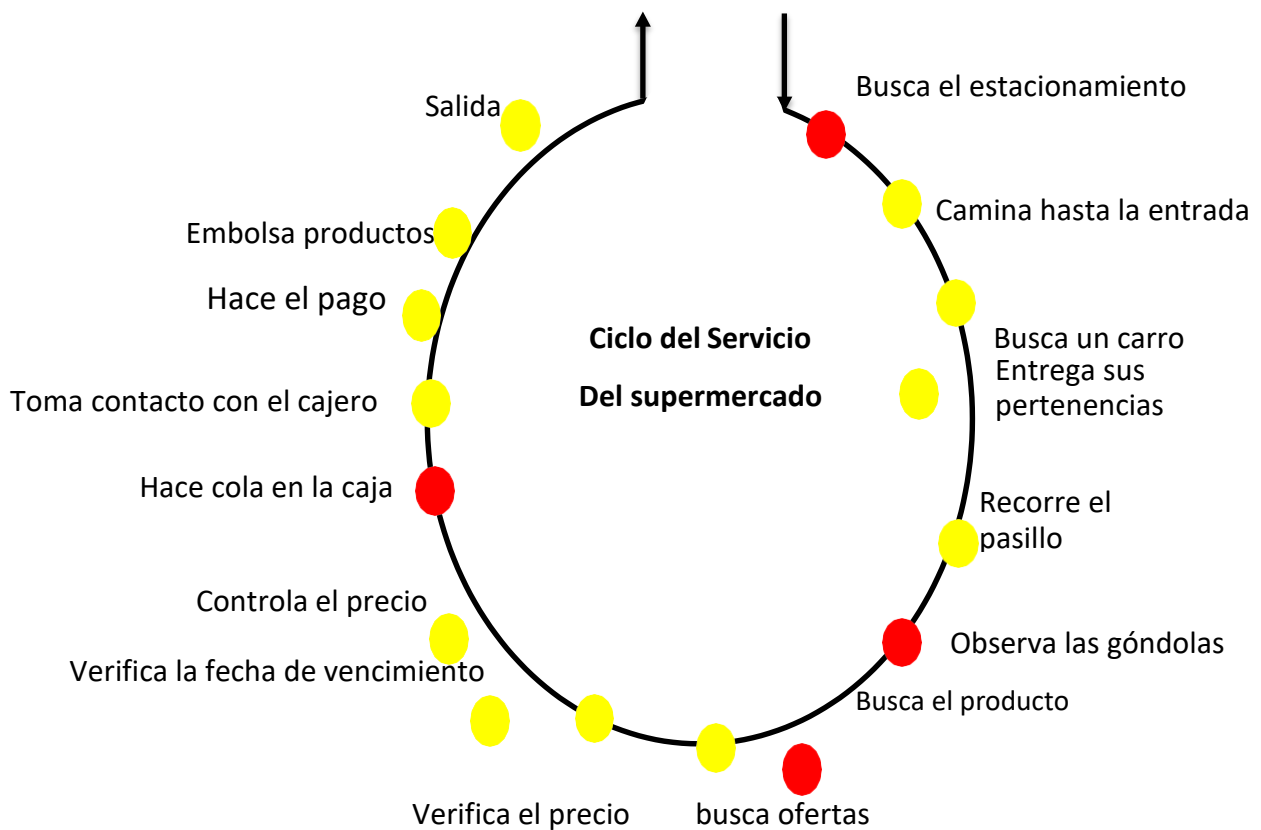 Busca el estacionamiento
Salida
Camina hasta la entrada
Embolsa productos
Hace el pago
Ciclo del Servicio
Del supermercado
Busca un carro
Entrega sus
pertenencias
Toma contacto con el cajero
Hace cola en la caja
Recorre el
pasillo
Controla el precio
Observa las góndolas
Verifica la fecha de vencimiento
Busca el producto
Verifica el precio
busca ofertas